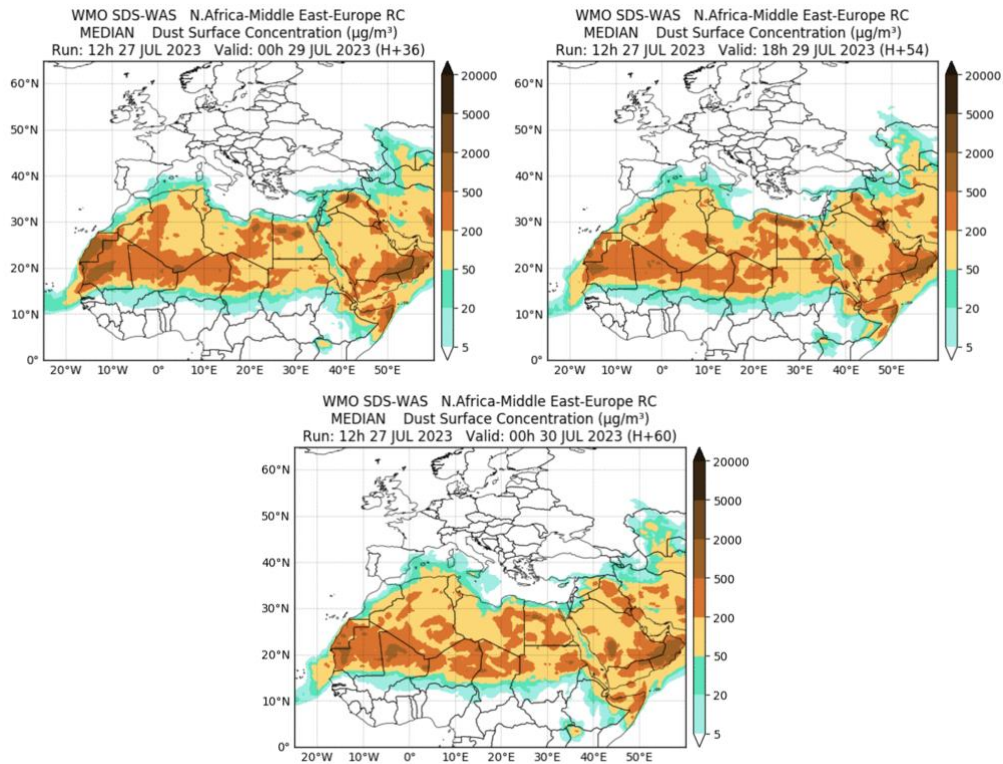 WMO SDS-WAS N.Africa-Middle East-Europe RC
MEDIAN Dust Surface Concentration (μg/m³)
Run: 12h 27 JUL 2023 Valid: 00h 29 JUL 2023 (H+36)
60°N
50°N
40°N
30°N
20°N
10°N
0°
20°W
10°W
0°
10°E
20°E
30°E
40°E
50°E
20000
5000
2000
500
200
50
20
5
WMO SDS-WAS N.Africa-Middle East-Europe RC
MEDIAN Dust Surface Concentration (μg/m³)
Run: 12h 27 JUL 2023 Valid: 18h 29 JUL 2023 (H+54)
60°N
50°N
40°N
30°N
20°N
10°N
0°
20°W
10°W
0°
10°E
20°E
30°E
40°E
50°E
20000
5000
2000
500
200
50
20
5
WMO SDS-WAS N.Africa-Middle East-Europe RC
MEDIAN Dust Surface Concentration (μg/m³)
Run: 12h 27 JUL 2023 Valid: 00h 30 JUL 2023 (H+60)
60°N
50°N
40°N
30°N
20°N
10°N
0°
20°W
10°W
0°
10°E
20°E
30°E
40°E
50°E
20000
5000
2000
500
200
50
20
5